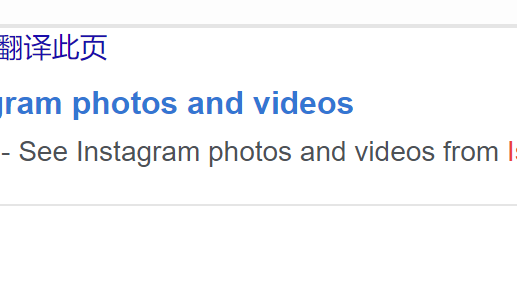 翻译此页
gram photos and videos
- See Instagram photos and videos from